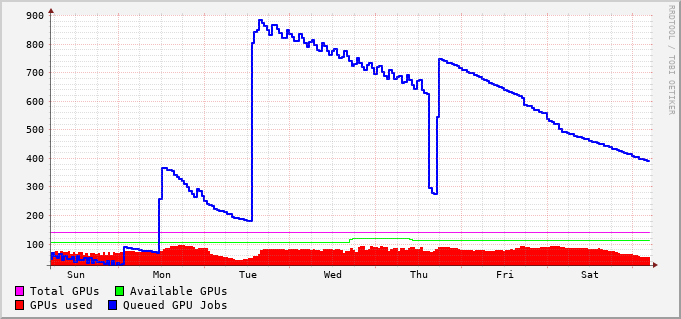 900
800
700
600
500
400
300
200
100
Sun Mon Tue Wed Thu Fri Sat
Total GPUs Available GPUs
GPUs used Queued GPU Jobs
RRDTOOL / TOBI OETIKER